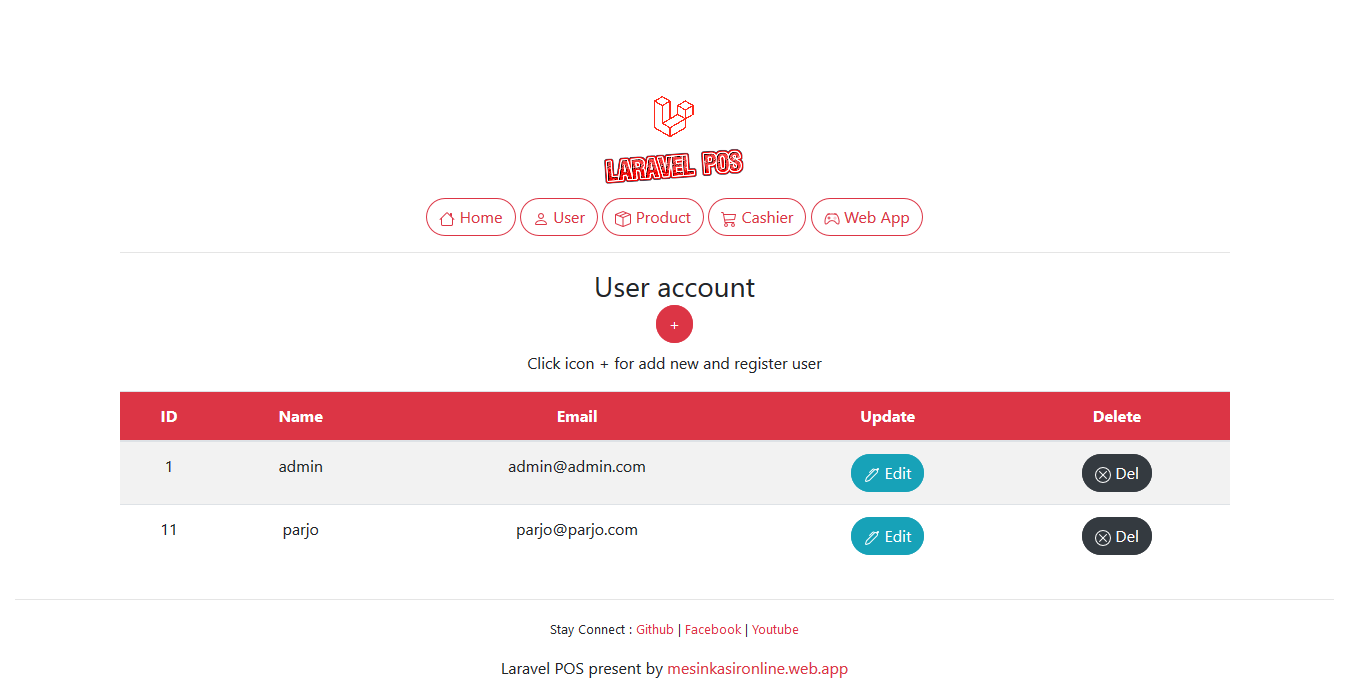 LARAVEL POS
Home User Product Cashier Web App
User account
+
Click icon + for add new and register user
ID Name Email Update Delete
1 admin admin@admin.com Edit Del
11 parjo parjo@parjo.com Edit Del
Stay Connect : Github | Facebook | Youtube
Laravel POS present by mesinkasironline.web.app